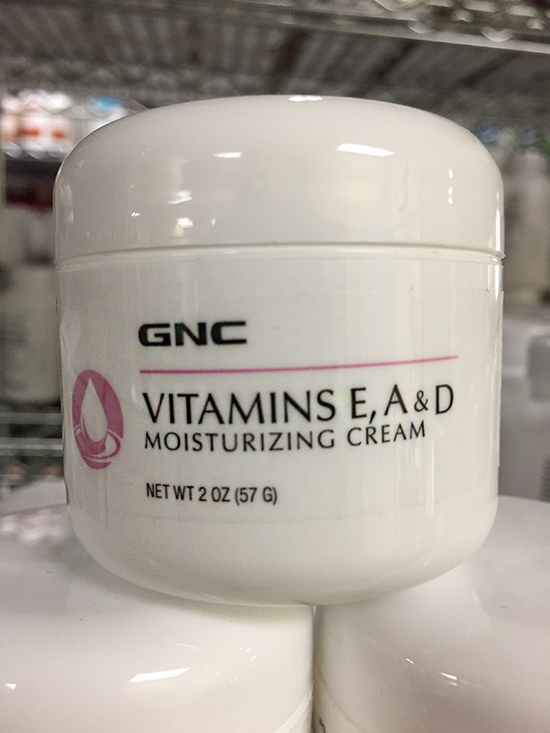 GNC
VITAMINS E, A & D
MOISTURIZING CREAM
NET WT 2 OZ (57 G)